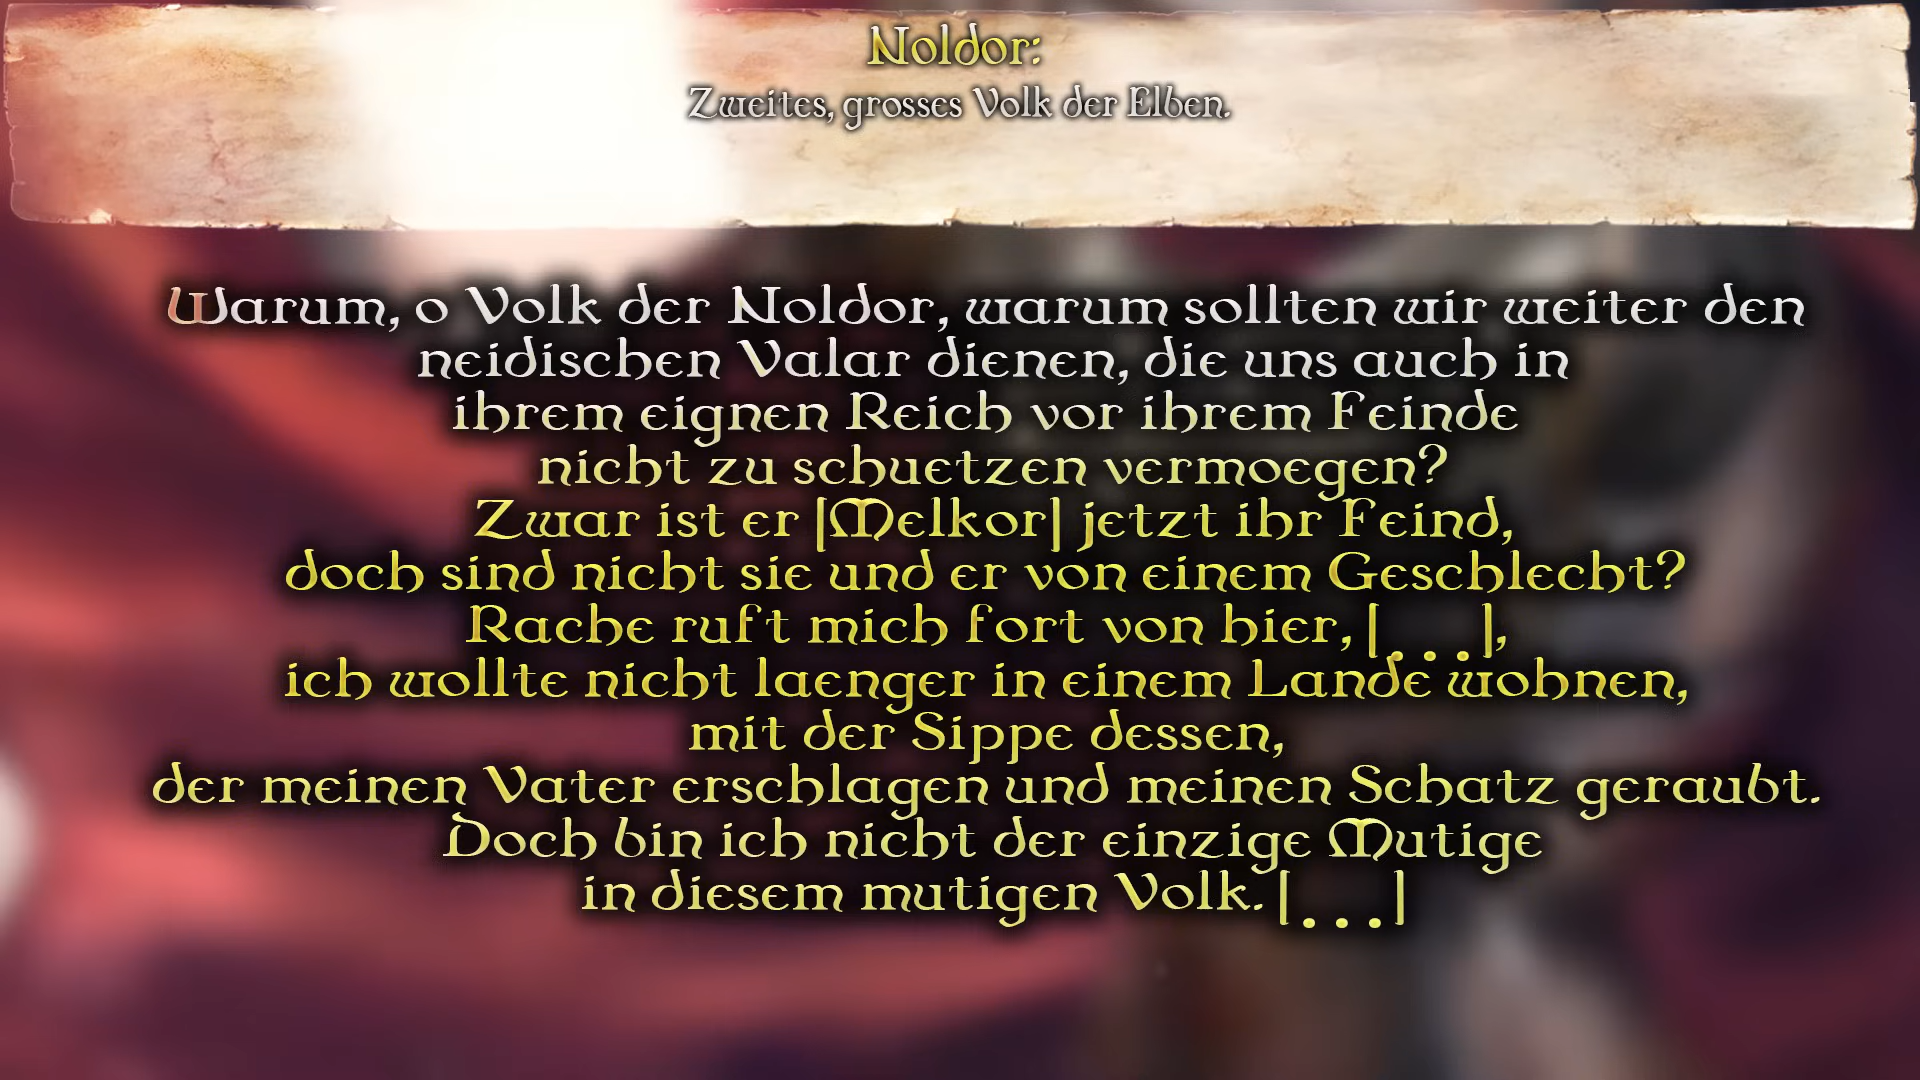 Noldor:
Zweites, grosses Volk der Elben.
Warum, o Volk der Noldor, warum sollten wir weiter den
neidischen Valar dienen, die uns auch in
ihrem eignen Reich vor ihrem Feinde
nicht zu schuetzen vermoegen?
Zwar ist er [Melkor] jetzt ihr Feind,
doch sind nicht sie und er von einem Geschlecht?
Rache ruft mich fort von hier, [...],
ich wollte nicht laenger in einem Lande wohnen,
mit der Sippe dessen,
der meinen Vater erschlagen und meinen Schatz geraubt.
Doch bin ich nicht der einzige Mutige
in diesem mutigen Volk. [...]